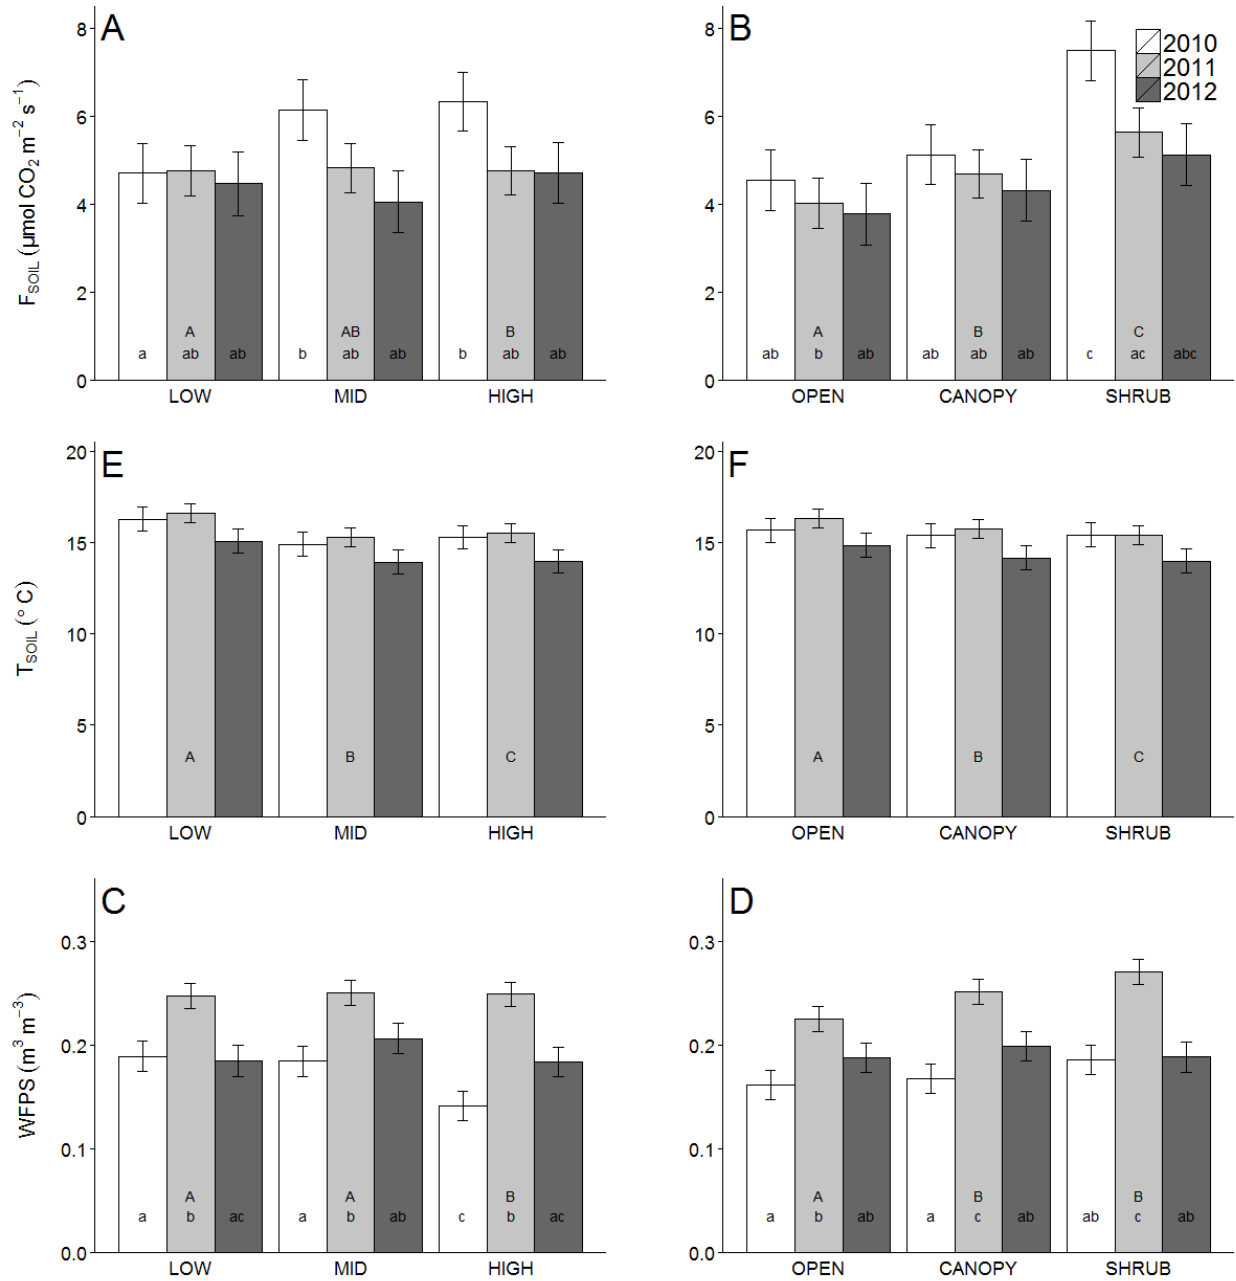 A
8
6
4
2
0
F_SOIL (µmol CO₂ m⁻² s⁻¹)
A AB B
a ab ab b ab ab b ab ab
LOW MID HIGH
B
2010
2011
2012
8
6
4
2
0
A B C
ab b ab ab ab ab c ac abc
OPEN CANOPY SHRUB
E
20
15
10
5
0
T_SOIL (° C)
A B C
LOW MID HIGH
F
20
15
10
5
0
A B C
OPEN CANOPY SHRUB
C
0.3
0.2
0.1
0.0
WFPS (m³ m⁻³)
A A B
a b ac a b ab c b ac
LOW MID HIGH
D
0.3
0.2
0.1
0.0
A B B
a b ab a c ab ab c ab
OPEN CANOPY SHRUB